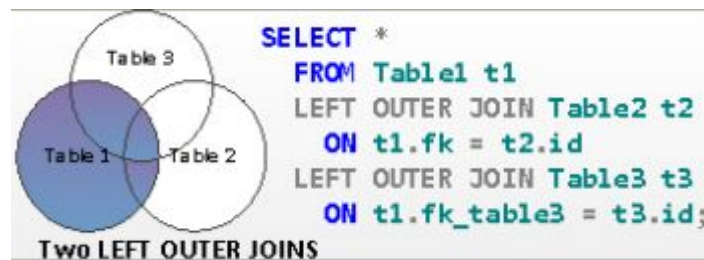 Table 3
Table 1
Table 2
Two LEFT OUTER JOINS
SELECT *
FROM Table1 t1
LEFT OUTER JOIN Table2 t2
ON t1.fk = t2.id
LEFT OUTER JOIN Table3 t3
ON t1.fk_table3 = t3.id;